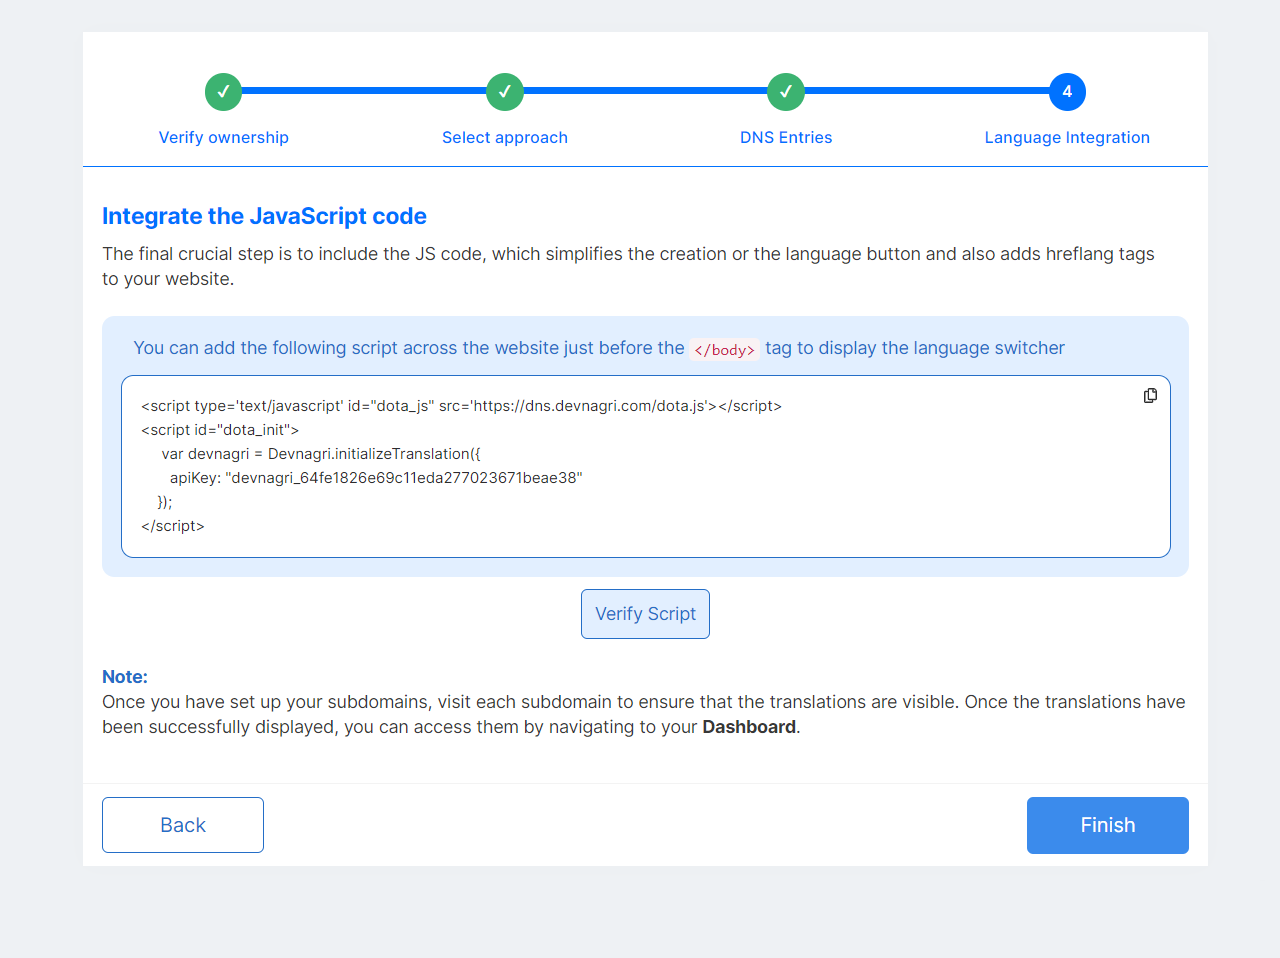 4
Verify ownership
Select approach
DNS Entries
Language Integration
Integrate the JavaScript code
The final crucial step is to include the JS code, which simplifies the creation or the language button and also adds hreflang tags
to your website.
You can add the following script across the website just before the </body> tag to display the language switcher
<script type='text/javascript' id="dota_js" src='https://dns.devnagri.com/dota.js'></script>
<script id="dota_init">
var devnagri = Devnagri.initializeTranslation({
apiKey: "devnagri_64fe1826e69c11eda277023671beae38"
});
</script>
Verify Script
Note:
Once you have set up your subdomains, visit each subdomain to ensure that the translations are visible. Once the translations have
been successfully displayed, you can access them by navigating to your Dashboard.
Back
Finish